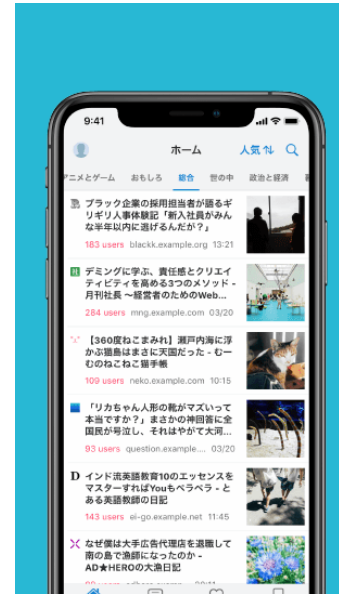 9:41
ホーム
人気
ニメとゲーム おもしろ 総合 世の中 政治と経済
ブラック企業の採用担当者が語るギ
リギリ人事体験記「新入社員がみん
な半年以内に逃げるんだが？」
183 users blackk.example.org 13:21
デミングに学ぶ、責任感とクリエイ
ティビティを高める3つのメソッド -
月刊社長 〜経営者のためのWeb...
284 users mng.example.com 03/20
【360度ねこまみれ】瀬戸内海に浮
かぶ猫島はまさに天国だった - むー
むのねこねこ猫手帳
109 users neko.example.com 10:15
「リカちゃん人形の靴がマズいって
本当ですか？」まさかの神回答に全
国民が号泣し、それはやがて大河...
93 users question.example.... 03/20
D インド流英語教育10のエッセンスを
マスターすればYouもペラペラ - と
ある英語教師の日記
143 users ei-go.example.net 11:45
なぜ僕は大手広告代理店を退職して
南の島で漁師になったのか -
AD★HEROの大漁日記